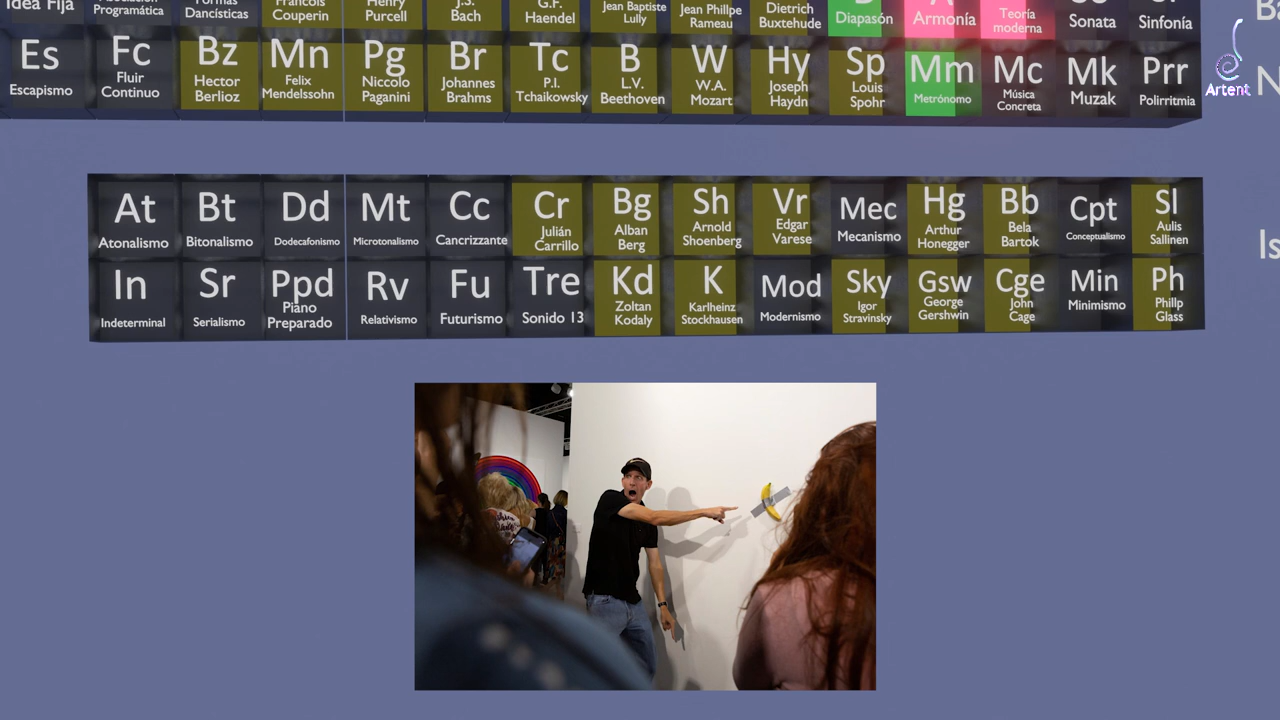 Idea Fija
Asociación
Programática
Formas
Dancísticas
Francois
Couperin
Henry
Purcell
J.S.
Bach
G.F.
Haendel
Jean Baptiste
Lully
Jean Phillpe
Rameau
Dietrich
Buxtehude
Diapasón
Armonía
Teoría
moderna
Sonata
Sinfonía
Es
Escapismo
Fc
Fluir
Continuo
Bz
Hector
Berlioz
Mn
Felix
Mendelssohn
Pg
Niccolo
Paganini
Br
Johannes
Brahms
Tc
P.I.
Tchaikovsky
B
L.V.
Beethoven
W
W.A.
Mozart
Hy
Joseph
Haydn
Sp
Louis
Spohr
Mm
Metrónomo
Mc
Música
Concreta
Mk
Muzak
Prr
Polirritmia
Artent
At
Atonalismo
Bt
Bitonalismo
Dd
Dodecafonismo
Mt
Microtonalismo
Cc
Cancrizzante
Cr
Julián
Carrillo
Bg
Alban
Berg
Sh
Arnold
Shoenberg
Vr
Edgar
Varese
Mec
Mecanismo
Hg
Arthur
Honegger
Bb
Bela
Bartok
Cpt
Conceptualismo
Sl
Aulis
Sallinen
In
Indeterminal
Sr
Serialismo
Ppd
Piano
Preparado
Rv
Relativismo
Fu
Futurismo
Tre
Sonido 13
Kd
Zoltan
Kodaly
K
Karlheinz
Stockhausen
Mod
Modernismo
Sky
Igor
Stravinsky
Gsw
George
Gershwin
Cge
John
Cage
Min
Minimismo
Ph
Phillp
Glass